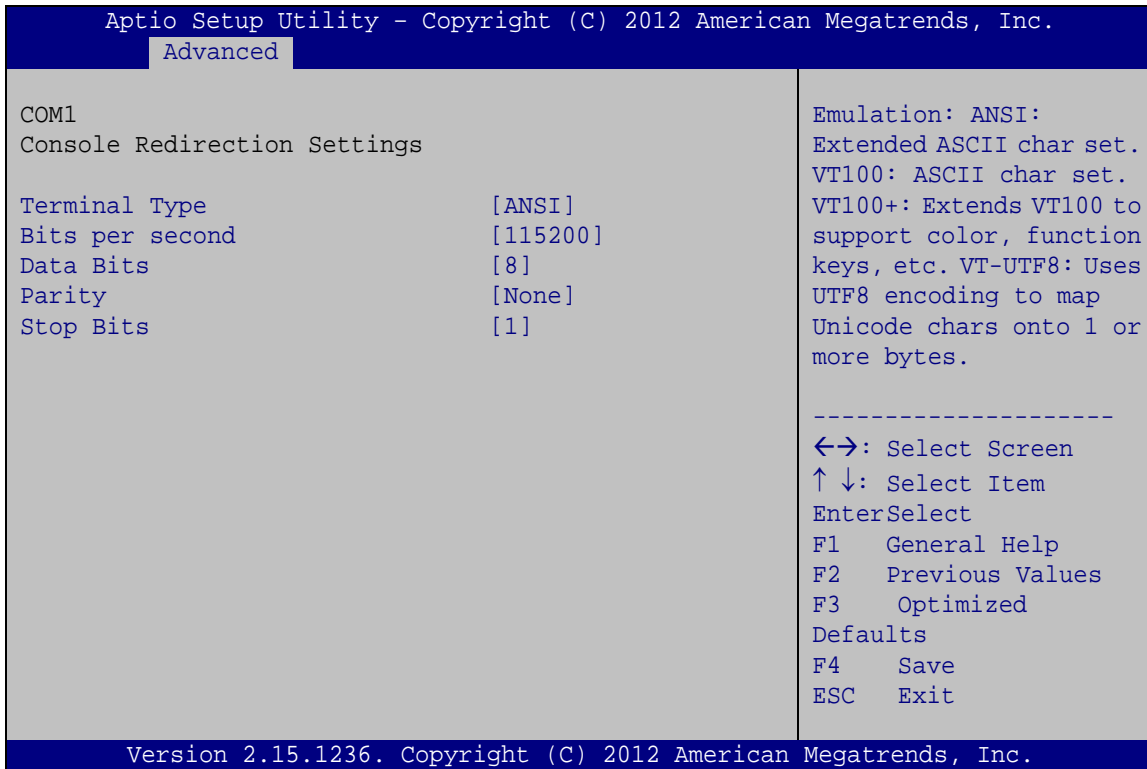 Aptio Setup Utility – Copyright (C) 2012 American Megatrends, Inc.
Advanced
COM1
Console Redirection Settings
Terminal Type [ANSI]
Bits per second [115200]
Data Bits [8]
Parity [None]
Stop Bits [1]
Emulation: ANSI:
Extended ASCII char set.
VT100: ASCII char set.
VT100+: Extends VT100 to
support color, function
keys, etc. VT-UTF8: Uses
UTF8 encoding to map
Unicode chars onto 1 or
more bytes.
---------------------
←→: Select Screen
↑ ↓: Select Item
EnterSelect
F1 General Help
F2 Previous Values
F3 Optimized
Defaults
F4 Save
ESC Exit
Version 2.15.1236. Copyright (C) 2012 American Megatrends, Inc.